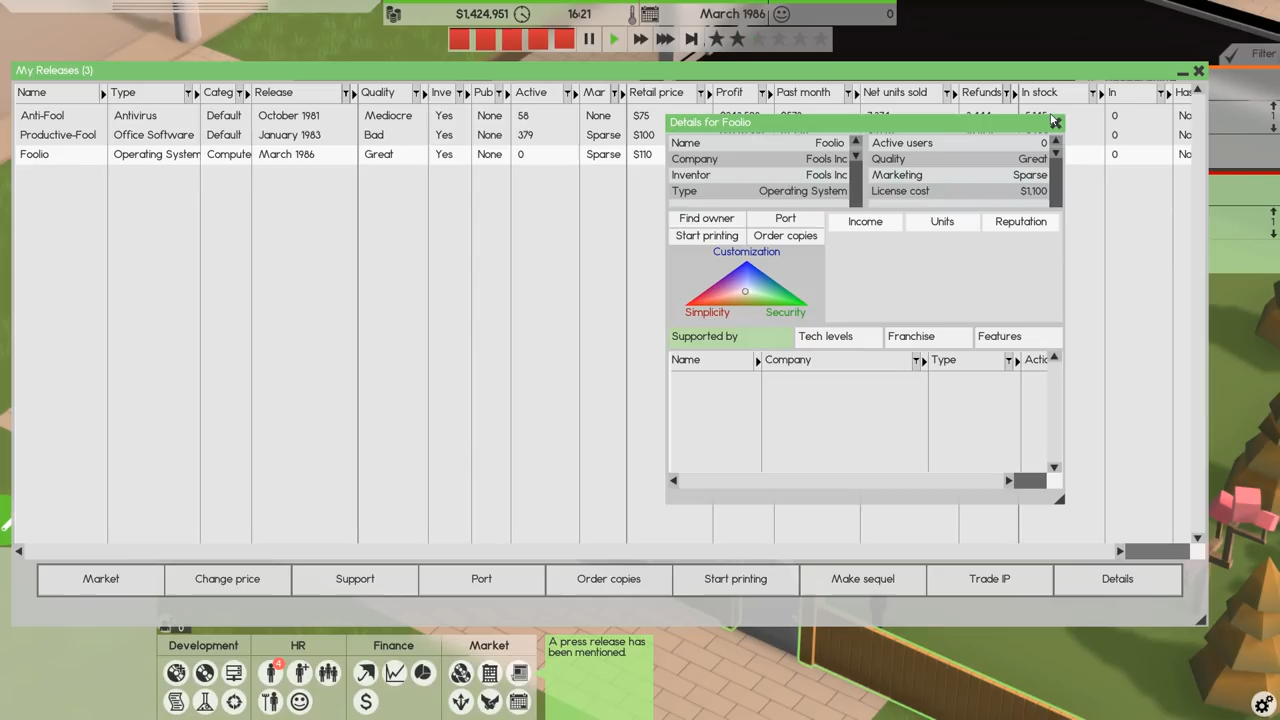 $1,424,951 16:21 March 1986 0
My Releases (3)
Filter
Name Type Categ Release Quality Inve Pub Active Mar Retail price Profit Past month Net units sold Refunds In stock In Has
Anti-Fool Antivirus Default October 1981 Mediocre Yes None 58 None $75 0 No
Productive-Fool Office Software Default January 1983 Bad Yes None 379 Sparse $100 0 No
Foolio Operating System Compute March 1986 Great Yes None 0 Sparse $110 0 No
Details for Foolio
Name Foolio Active users 0
Company Fools Inc Quality Great
Inventor Fools Inc Marketing Sparse
Type Operating System License cost $1,100
Find owner Port Income Units Reputation
Start printing Order copies
Customization
Simplicity Security
Supported by Tech levels Franchise Features
Name Company Type Activ
1
1
Market Change price Support Port Order copies Start printing Make sequel Trade IP Details
0
Development HR Finance Market
4
A press release has
been mentioned.